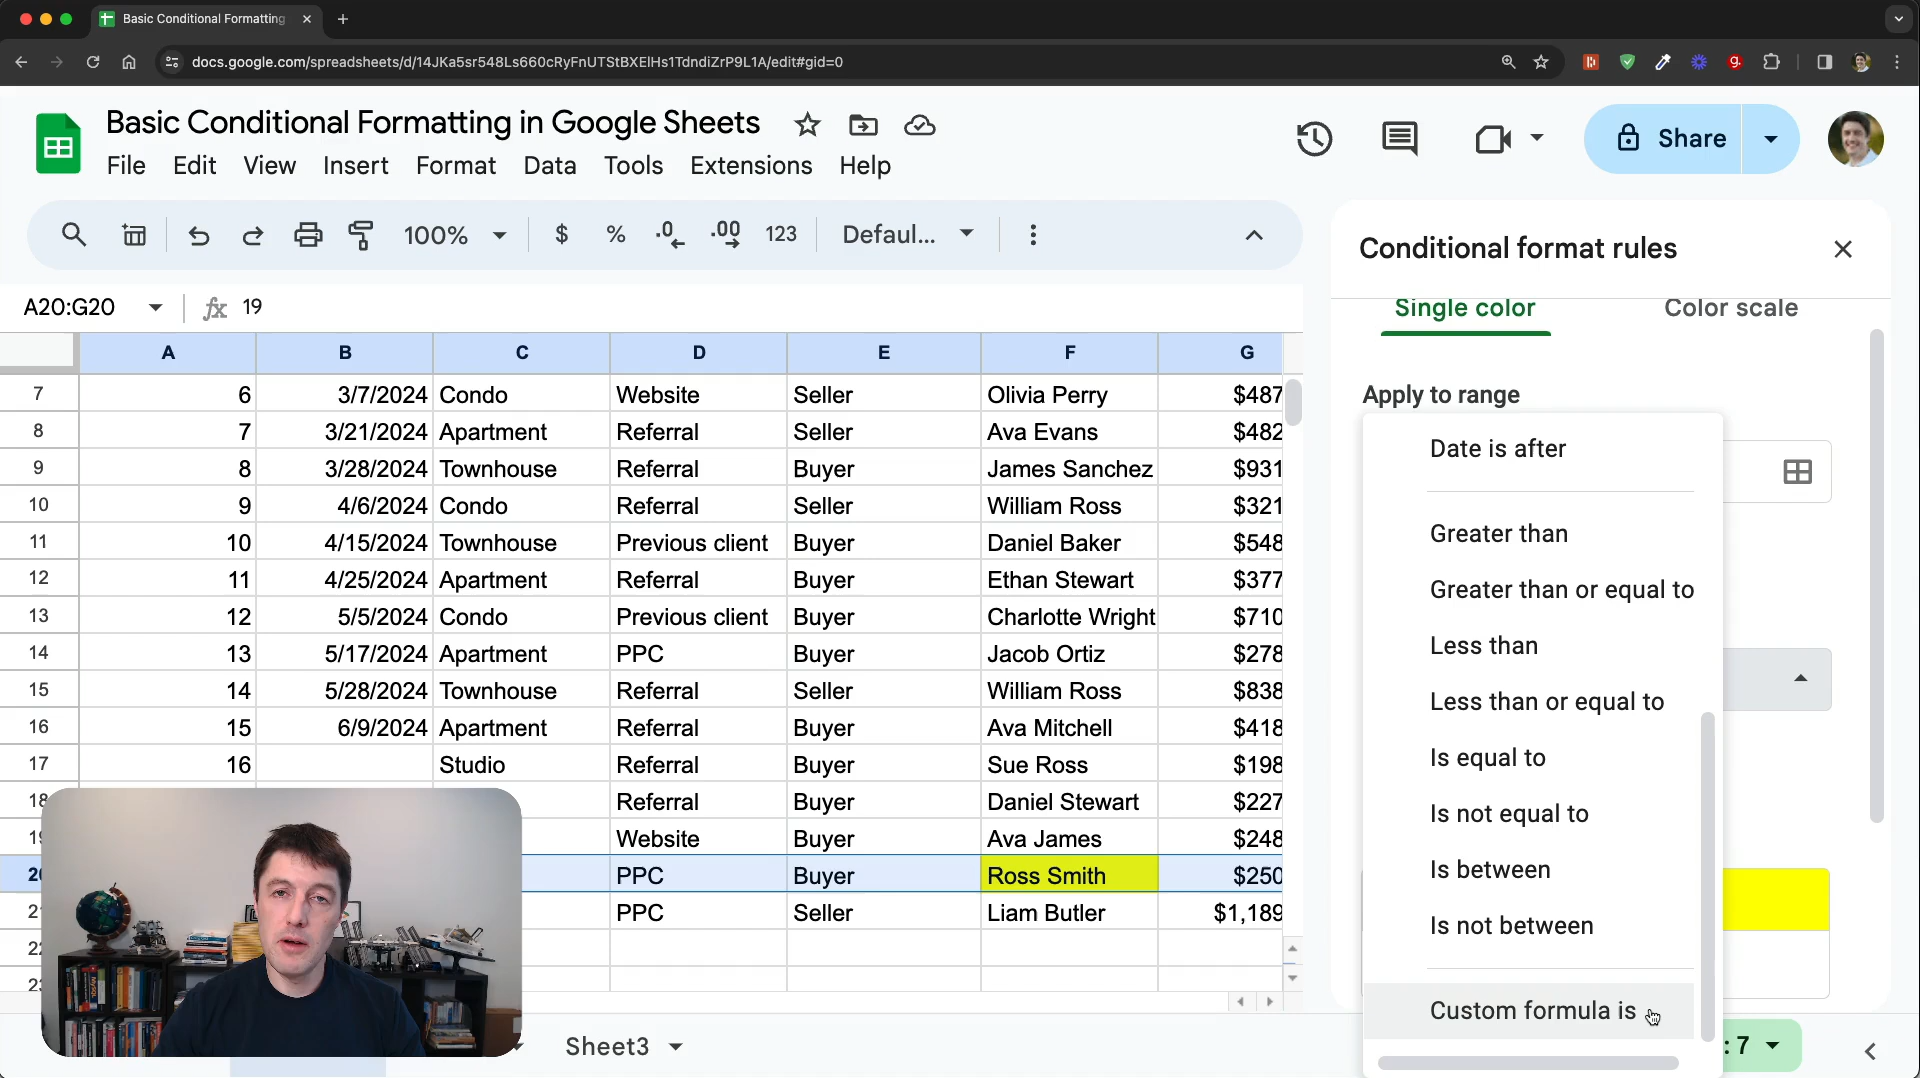 Basic Conditional Formatting
docs.google.com/spreadsheets/d/14JKa5sr548Ls660cRyFnUTStBXElHs1TdndiZrP9L1A/edit#gid=0
Basic Conditional Formatting in Google Sheets
File Edit View Insert Format Data Tools Extensions Help
Share
100% $ % .0 .00 123 Defaul...
A20:G20 fx 19
A B C D E F G
7 6 3/7/2024 Condo Website Seller Olivia Perry $487
8 7 3/21/2024 Apartment Referral Seller Ava Evans $482
9 8 3/28/2024 Townhouse Referral Buyer James Sanchez $931
10 9 4/6/2024 Condo Referral Seller William Ross $321
11 10 4/15/2024 Townhouse Previous client Buyer Daniel Baker $548
12 11 4/25/2024 Apartment Referral Buyer Ethan Stewart $377
13 12 5/5/2024 Condo Previous client Buyer Charlotte Wright $710
14 13 5/17/2024 Apartment PPC Buyer Jacob Ortiz $278
15 14 5/28/2024 Townhouse Referral Seller William Ross $838
16 15 6/9/2024 Apartment Referral Buyer Ava Mitchell $418
17 16 Studio Referral Buyer Sue Ross $198
18 Referral Buyer Daniel Stewart $227
Website Buyer Ava James $248
PPC Buyer Ross Smith $250
PPC Seller Liam Butler $1,189
Sheet3
Conditional format rules
Single color Color scale
Apply to range
Date is after
Greater than
Greater than or equal to
Less than
Less than or equal to
Is equal to
Is not equal to
Is between
Is not between
Custom formula is
: 7